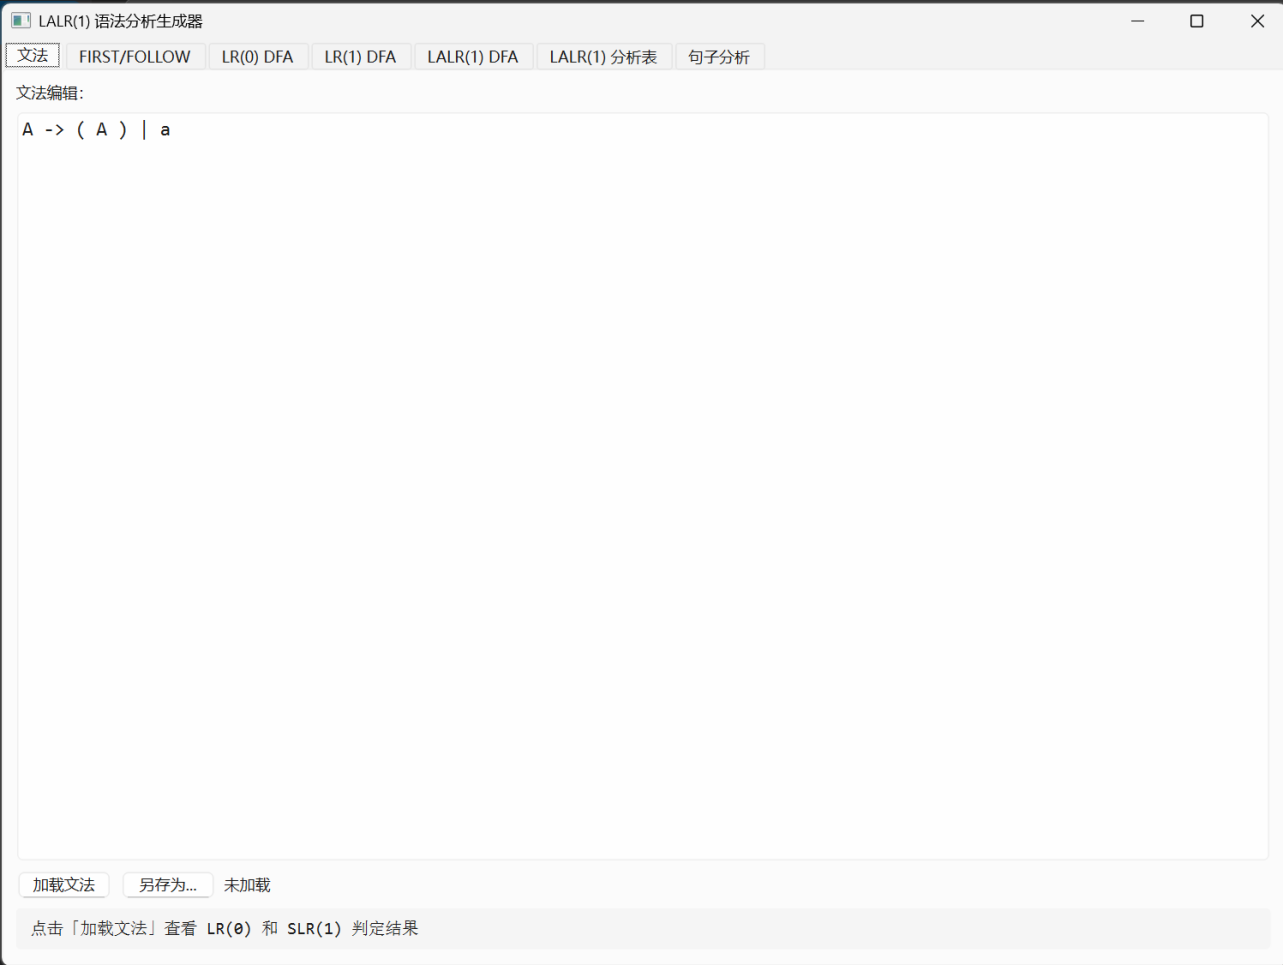 LALR(1) 语法分析生成器
文法 FIRST/FOLLOW LR(0) DFA LR(1) DFA LALR(1) DFA LALR(1) 分析表 句子分析
文法编辑：
A -> ( A ) | a
加载文法 另存为... 未加载
点击「加载文法」查看 LR(0) 和 SLR(1) 判定结果